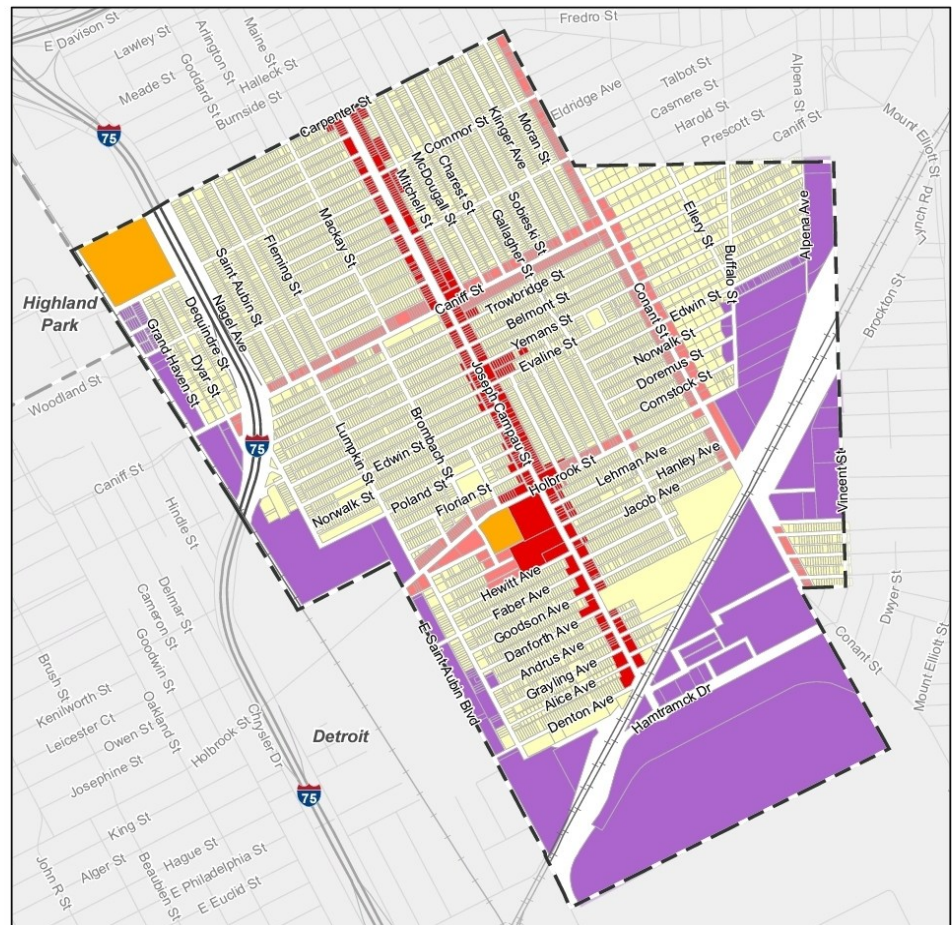 Fredro St
E Davison St
Lawley St
Arlington St
Maine St
Halleck St
Goddard St
Meade St
Burnside St
Talbot St
Casmere St
Harold St
Prescott St
Alpena St
Caniff St
Eldridge Ave
Mount Elliott St
Lynch Rd
Brockton St
75
Carpenter St
Commor St
Klinger Ave
Moran St
Charest St
McDougall St
Mitchell St
Sobieski St
Gallagher St
Mackay St
Fleming St
Saint Aubin St
Nagel Ave
Ellery St
Buffalo St
Alpena Ave
Highland
Park
Dequindre St
Dyar St
Grand Haven St
Caniff St
Trowbridge St
Belmont St
Yemans St
Evaline St
Conant St
Edwin St
Norwalk St
Doremus St
Comstock St
Woodland St
Joseph Campau St
75
Lumpkin St
Brombach St
Edwin St
Poland St
Florian St
Norwalk St
Holbrook St
Lehman Ave
Hanley Ave
Jacob Ave
Vincent St
Caniff St
Hindle St
Hewitt Ave
Faber Ave
Goodson Ave
Danforth Ave
Andrus Ave
Grayling Ave
Alice Ave
Denton Ave
E Saint Aubin Blvd
Hamtramck Dr
Dwyer St
Conant St
Mount Elliott St
Delmar St
Cameron St
Goodwin St
Oakland St
Brush St
Kenilworth St
Leicester Ct
Owen St
Josephine St
Holbrook St
Chrysler Dr
Detroit
75
King St
Alger St
Hague St
E Philadelphia St
E Euclid St
Beaubien St
John R St